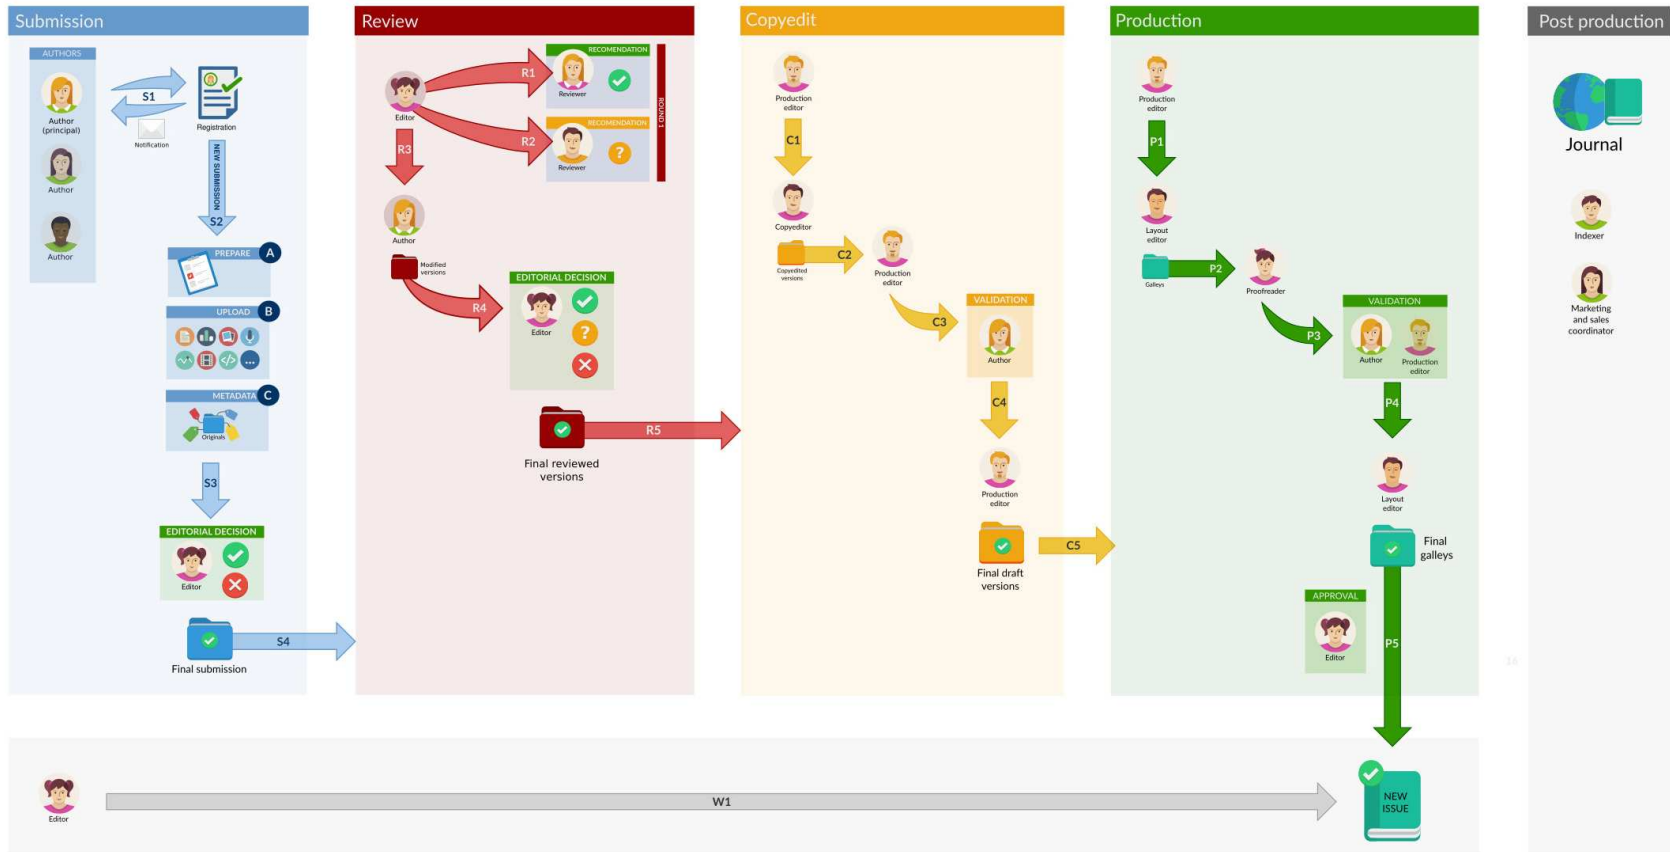 Submission
AUTHORS
Author
(principal)
Author
Author
S1
Notification
Registration
NEW SUBMISSION
S2
PREPARE
A
UPLOAD
B
METADATA
C
Originals
S3
EDITORIAL DECISION
Editor
Final submission
S4
Review
Editor
R1
RECOMENDATION
Reviewer
R2
RECOMENDATION
Reviewer
ROUND 1
R3
Author
Modified
versions
R4
EDITORIAL DECISION
Editor
Final reviewed
versions
R5
Copyedit
Production
editor
C1
Copyeditor
Copyedited
versions
C2
Production
editor
C3
VALIDATION
Author
C4
Production
editor
Final draft
versions
C5
Production
Production
editor
P1
Layout
editor
Galleys
P2
Proofreader
P3
VALIDATION
Author
Production
editor
P4
Layout
editor
Final
galleys
APPROVAL
Editor
P5
Post production
Journal
Indexer
Marketing
and sales
coordinator
Editor
W1
NEW
ISSUE